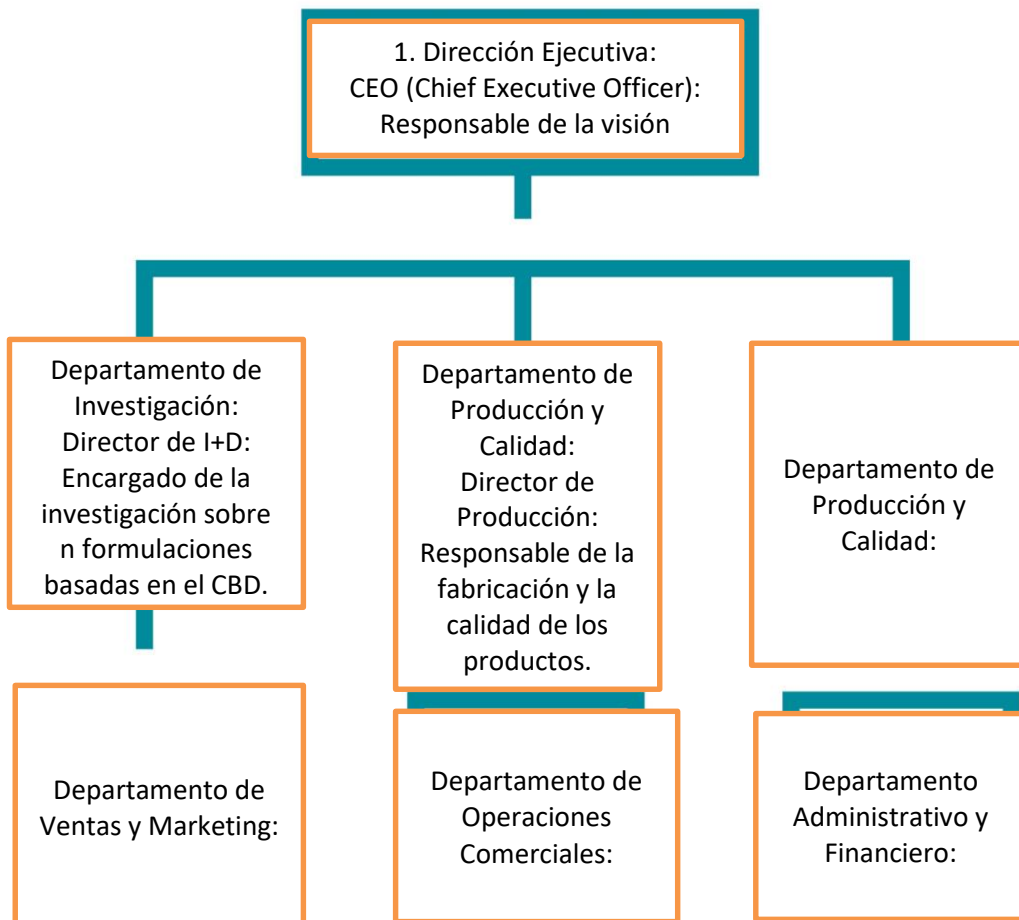 1. Dirección Ejecutiva:
CEO (Chief Executive Officer):
Responsable de la visión
Departamento de
Investigación:
Director de I+D:
Encargado de la
investigación sobre
n formulaciones
basadas en el CBD.
Departamento de
Producción y
Calidad:
Director de
Producción:
Responsable de la
fabricación y la
calidad de los
productos.
Departamento de
Producción y
Calidad:
Departamento de
Ventas y Marketing:
Departamento de
Operaciones
Comerciales:
Departamento
Administrativo y
Financiero: